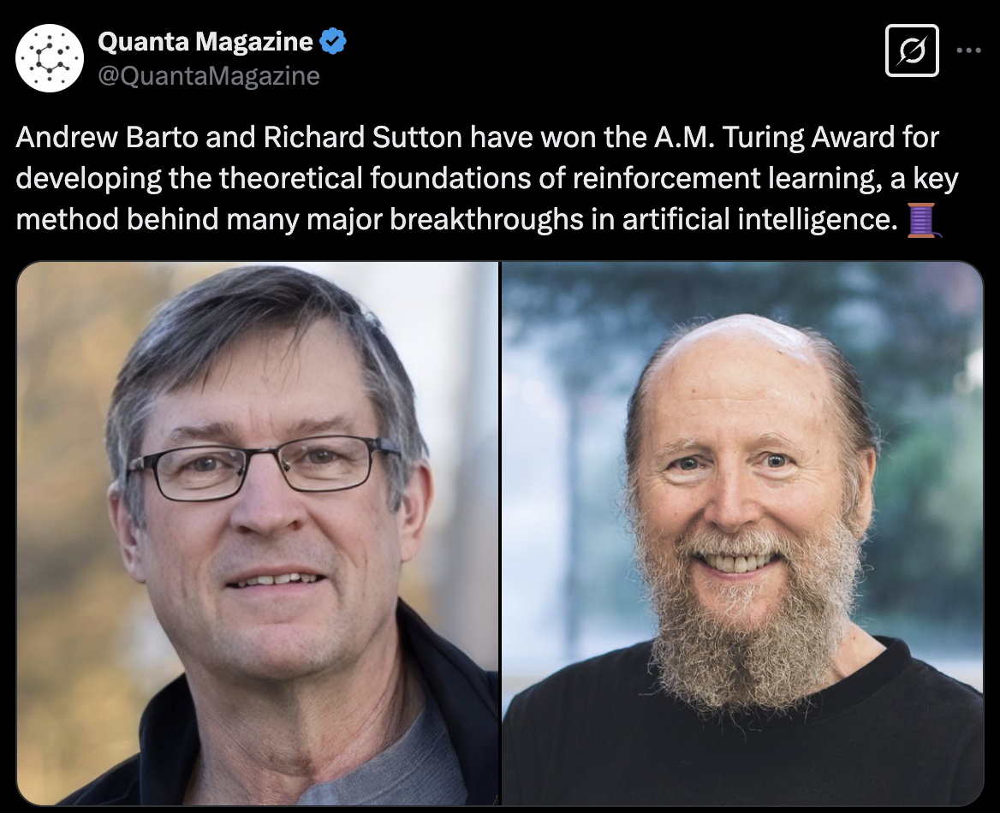 Quanta Magazine
@QuantaMagazine
Andrew Barto and Richard Sutton have won the A.M. Turing Award for
developing the theoretical foundations of reinforcement learning, a key
method behind many major breakthroughs in artificial intelligence. 🧵